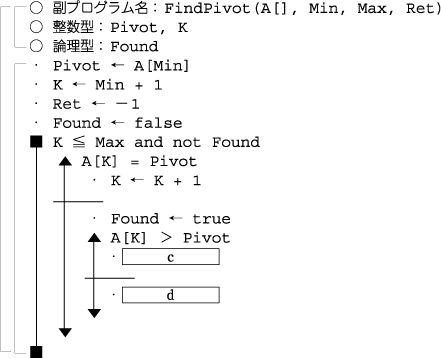 ○ 副プログラム名：FindPivot(A[], Min, Max, Ret)
○ 整数型：Pivot, K
○ 論理型：Found
・ Pivot ← A[Min]
・ K ← Min + 1
・ Ret ← －1
・ Found ← false
■ K ≦ Max and not Found
A[K] = Pivot
・ K ← K + 1
・ Found ← true
A[K] > Pivot
・ c
・ d